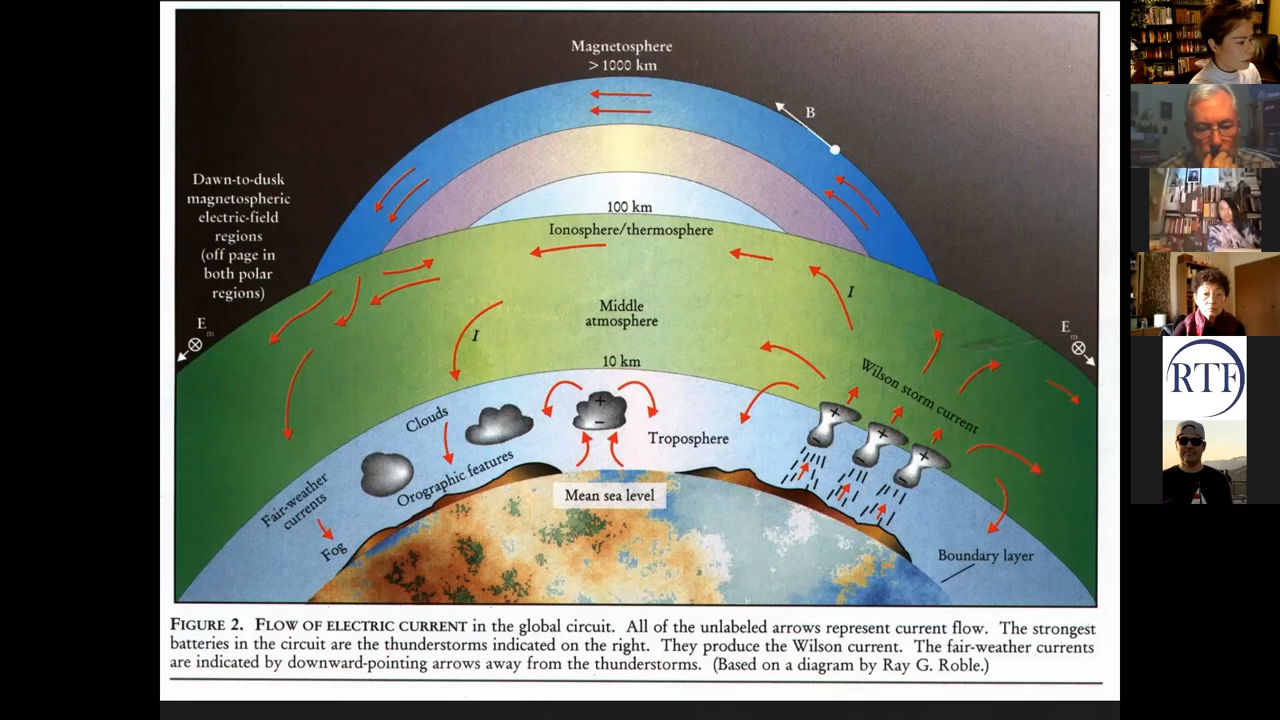 Magnetosphere
> 1000 km
B
Dawn-to-dusk
magnetospheric
electric-field
regions
(off page in
both polar
regions)
100 km
Ionosphere/thermosphere
E
m
E
m
I
I
Middle
atmosphere
10 km
Wilson storm current
Clouds
+
−
Troposphere
+
−
+
−
+
−
Orographic features
Fair-weather
currents
Fog
Mean sea level
Boundary layer
FIGURE 2. FLOW OF ELECTRIC CURRENT in the global circuit. All of the unlabeled arrows represent current flow. The strongest
batteries in the circuit are the thunderstorms indicated on the right. They produce the Wilson current. The fair-weather currents
are indicated by downward-pointing arrows away from the thunderstorms. (Based on a diagram by Ray G. Roble.)
RTF